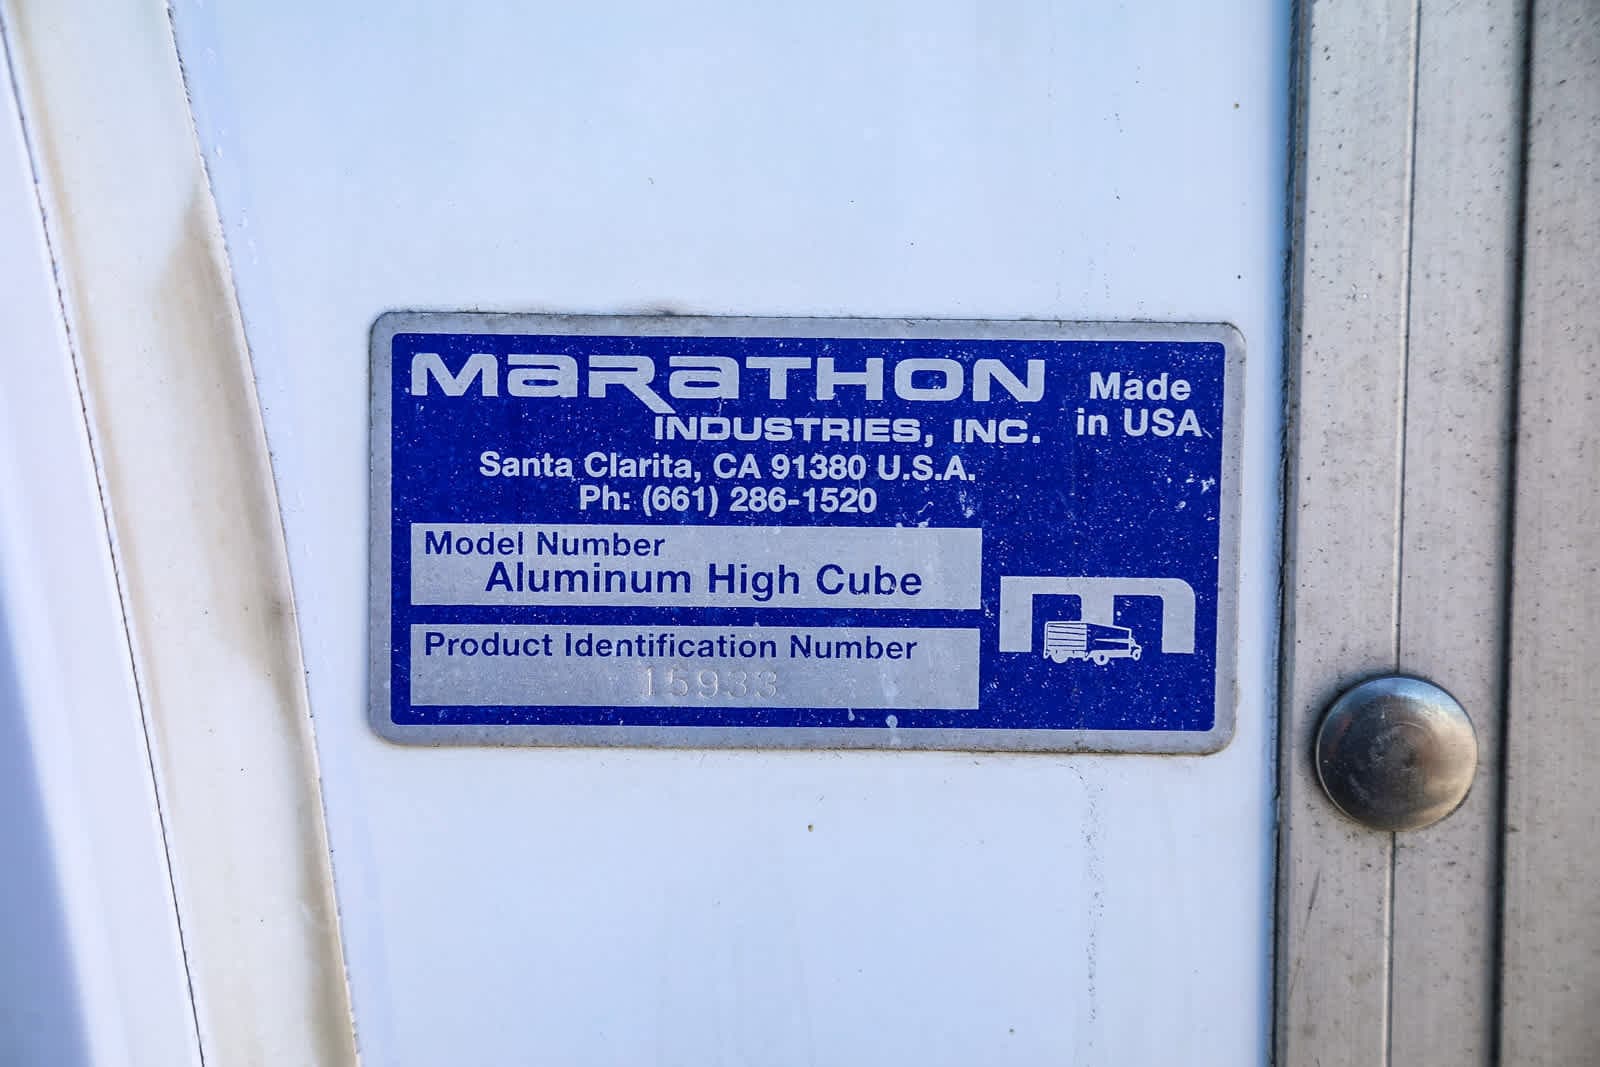 MARATHON
INDUSTRIES, INC.
Made
in USA
Santa Clarita, CA 91380 U.S.A.
Ph: (661) 286-1520
Model Number
Aluminum High Cube
Product Identification Number
15933